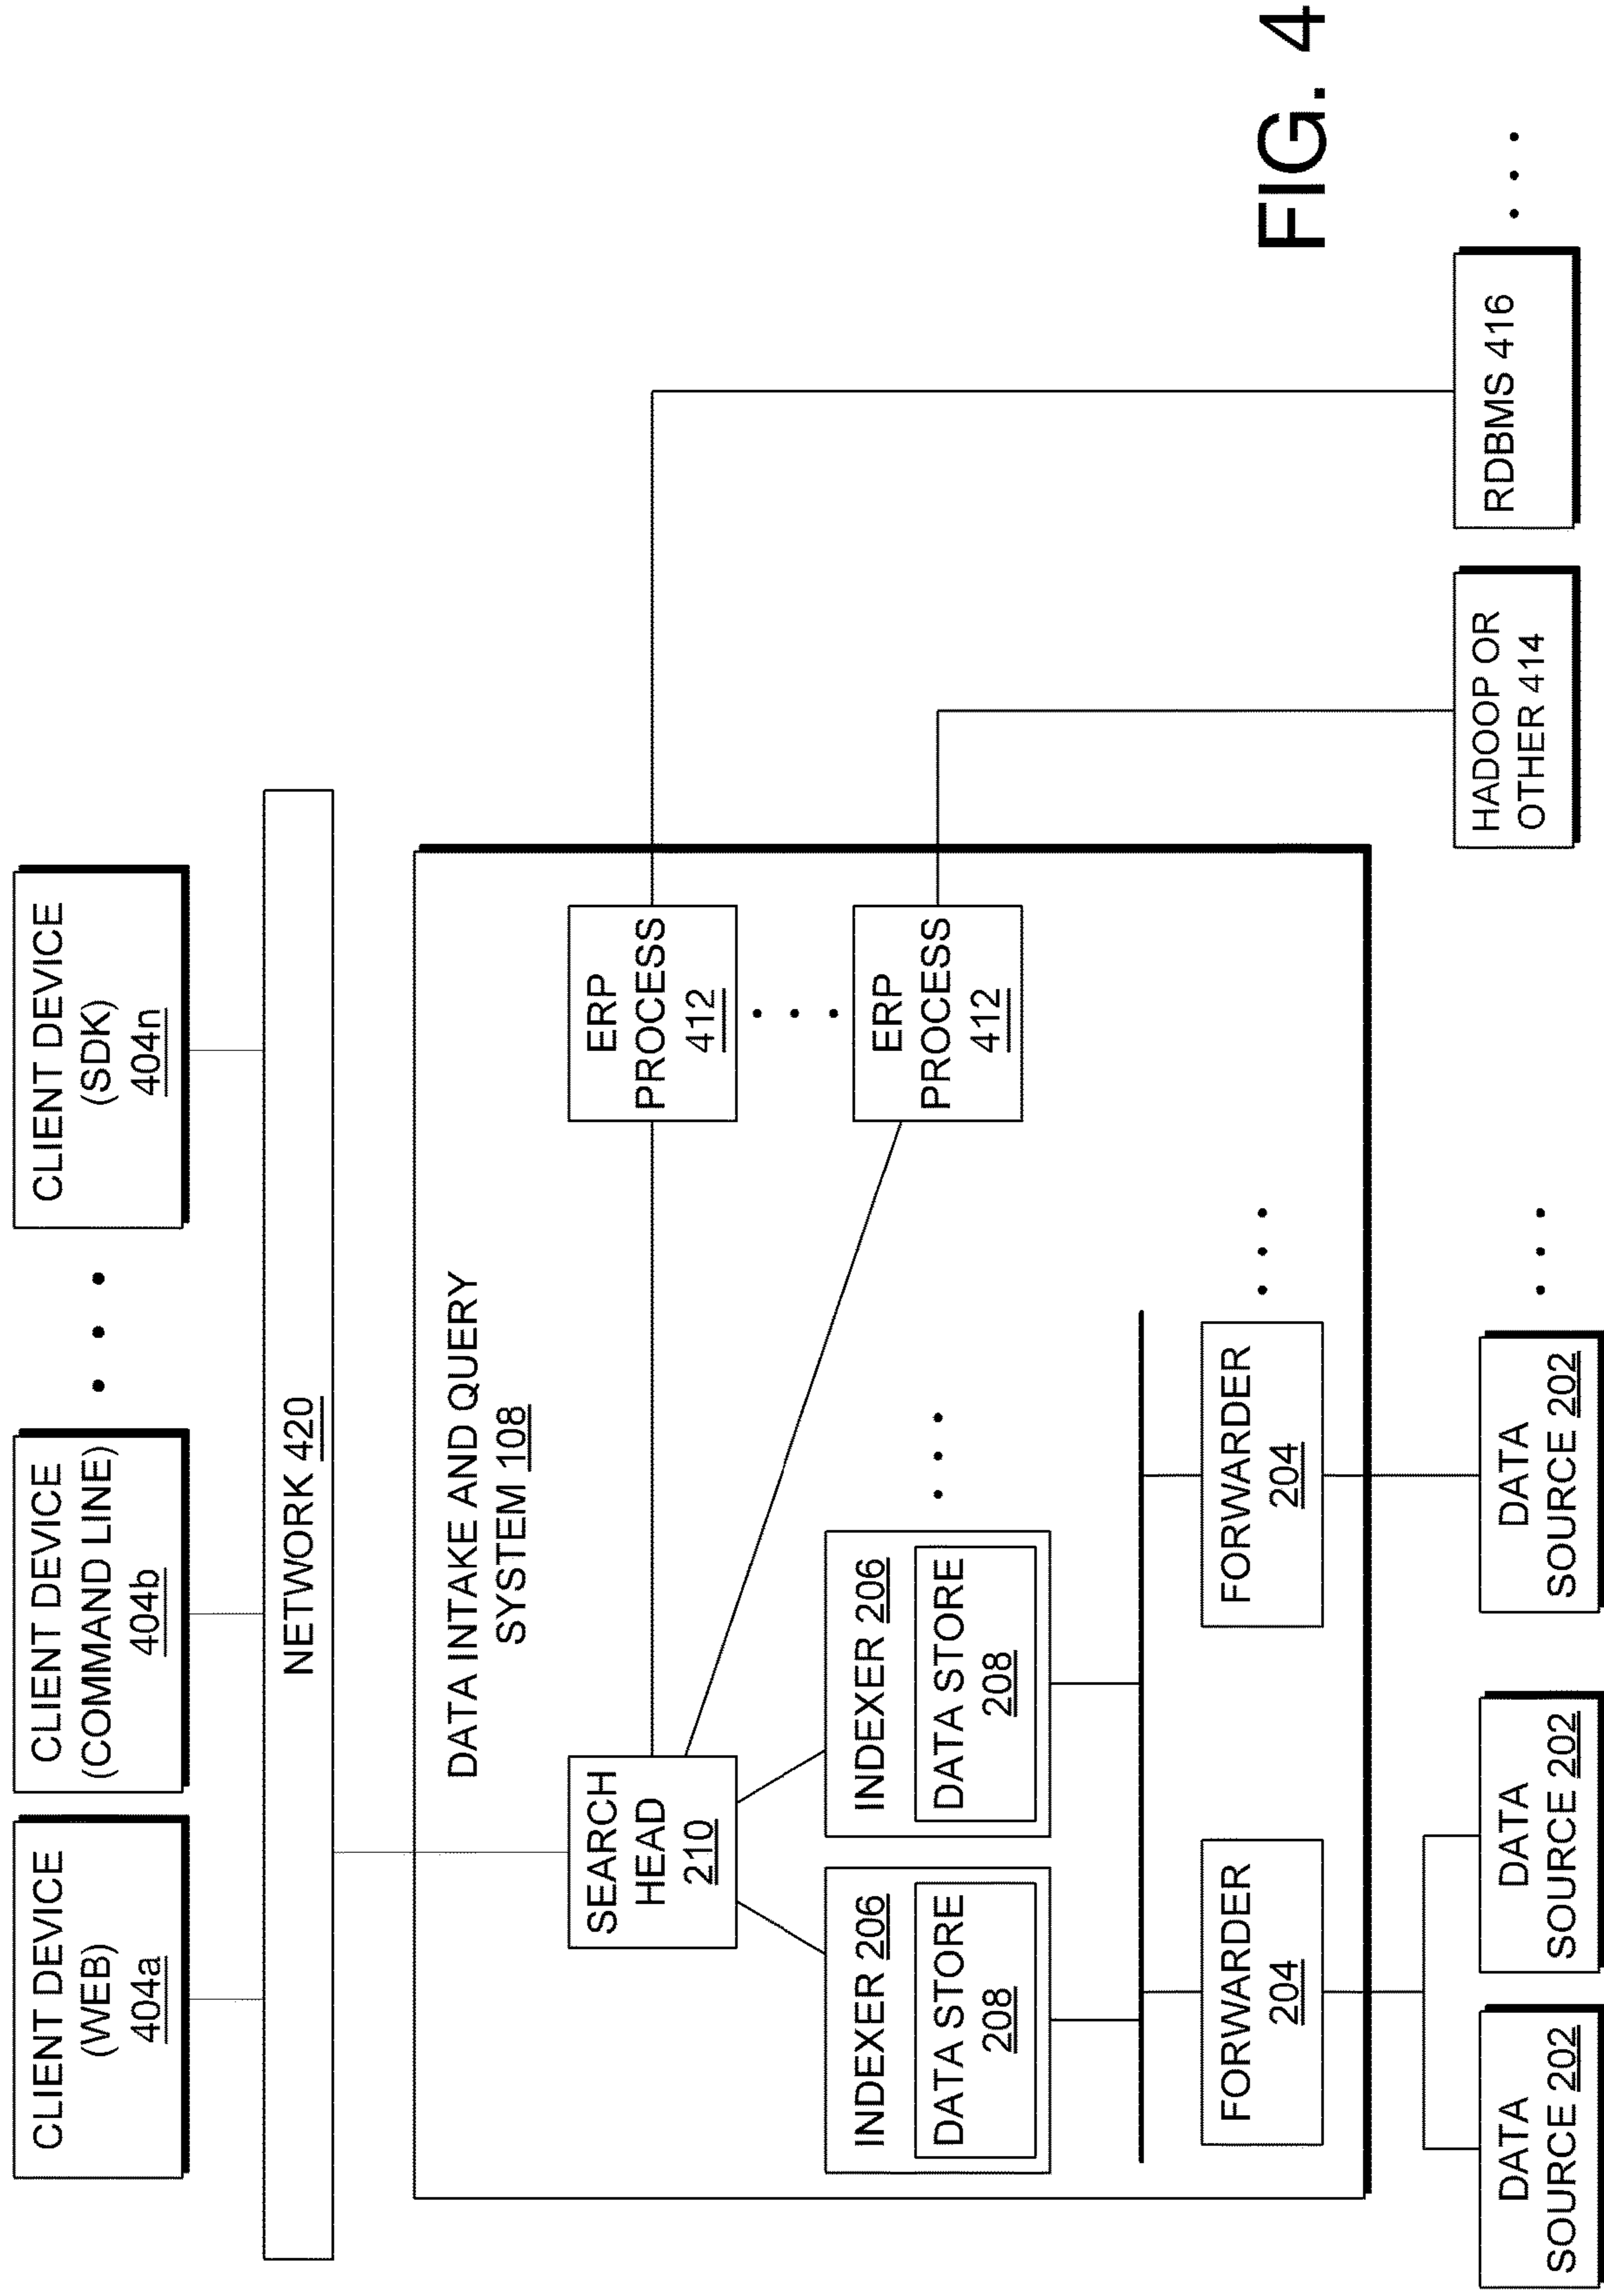 CLIENT DEVICE
(WEB)
404a
CLIENT DEVICE
(COMMAND LINE)
404b
CLIENT DEVICE
(SDK)
404n
NETWORK 420
DATA INTAKE AND QUERY
SYSTEM 108
SEARCH
HEAD
210
ERP
PROCESS
412
INDEXER 206
DATA STORE
208
INDEXER 206
DATA STORE
208
ERP
PROCESS
412
FORWARDER
204
FORWARDER
204
DATA
SOURCE 202
DATA
SOURCE 202
DATA
SOURCE 202
HADOOP OR
OTHER 414
RDBMS 416
FIG. 4